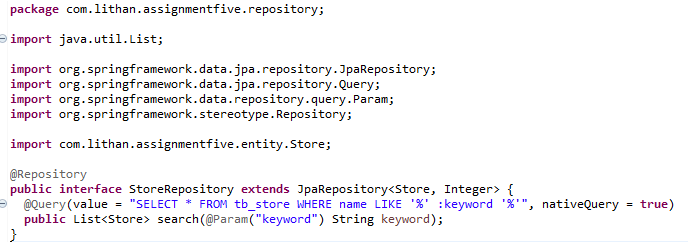 package com.lithan.assignmentfive.repository;
import java.util.List;
import org.springframework.data.jpa.repository.JpaRepository;
import org.springframework.data.jpa.repository.Query;
import org.springframework.data.repository.query.Param;
import org.springframework.stereotype.Repository;
import com.lithan.assignmentfive.entity.Store;
@Repository
public interface StoreRepository extends JpaRepository<Store, Integer> {
@Query(value = "SELECT * FROM tb_store WHERE name LIKE '%' :keyword '%'", nativeQuery = true)
public List<Store> search(@Param("keyword") String keyword);
}